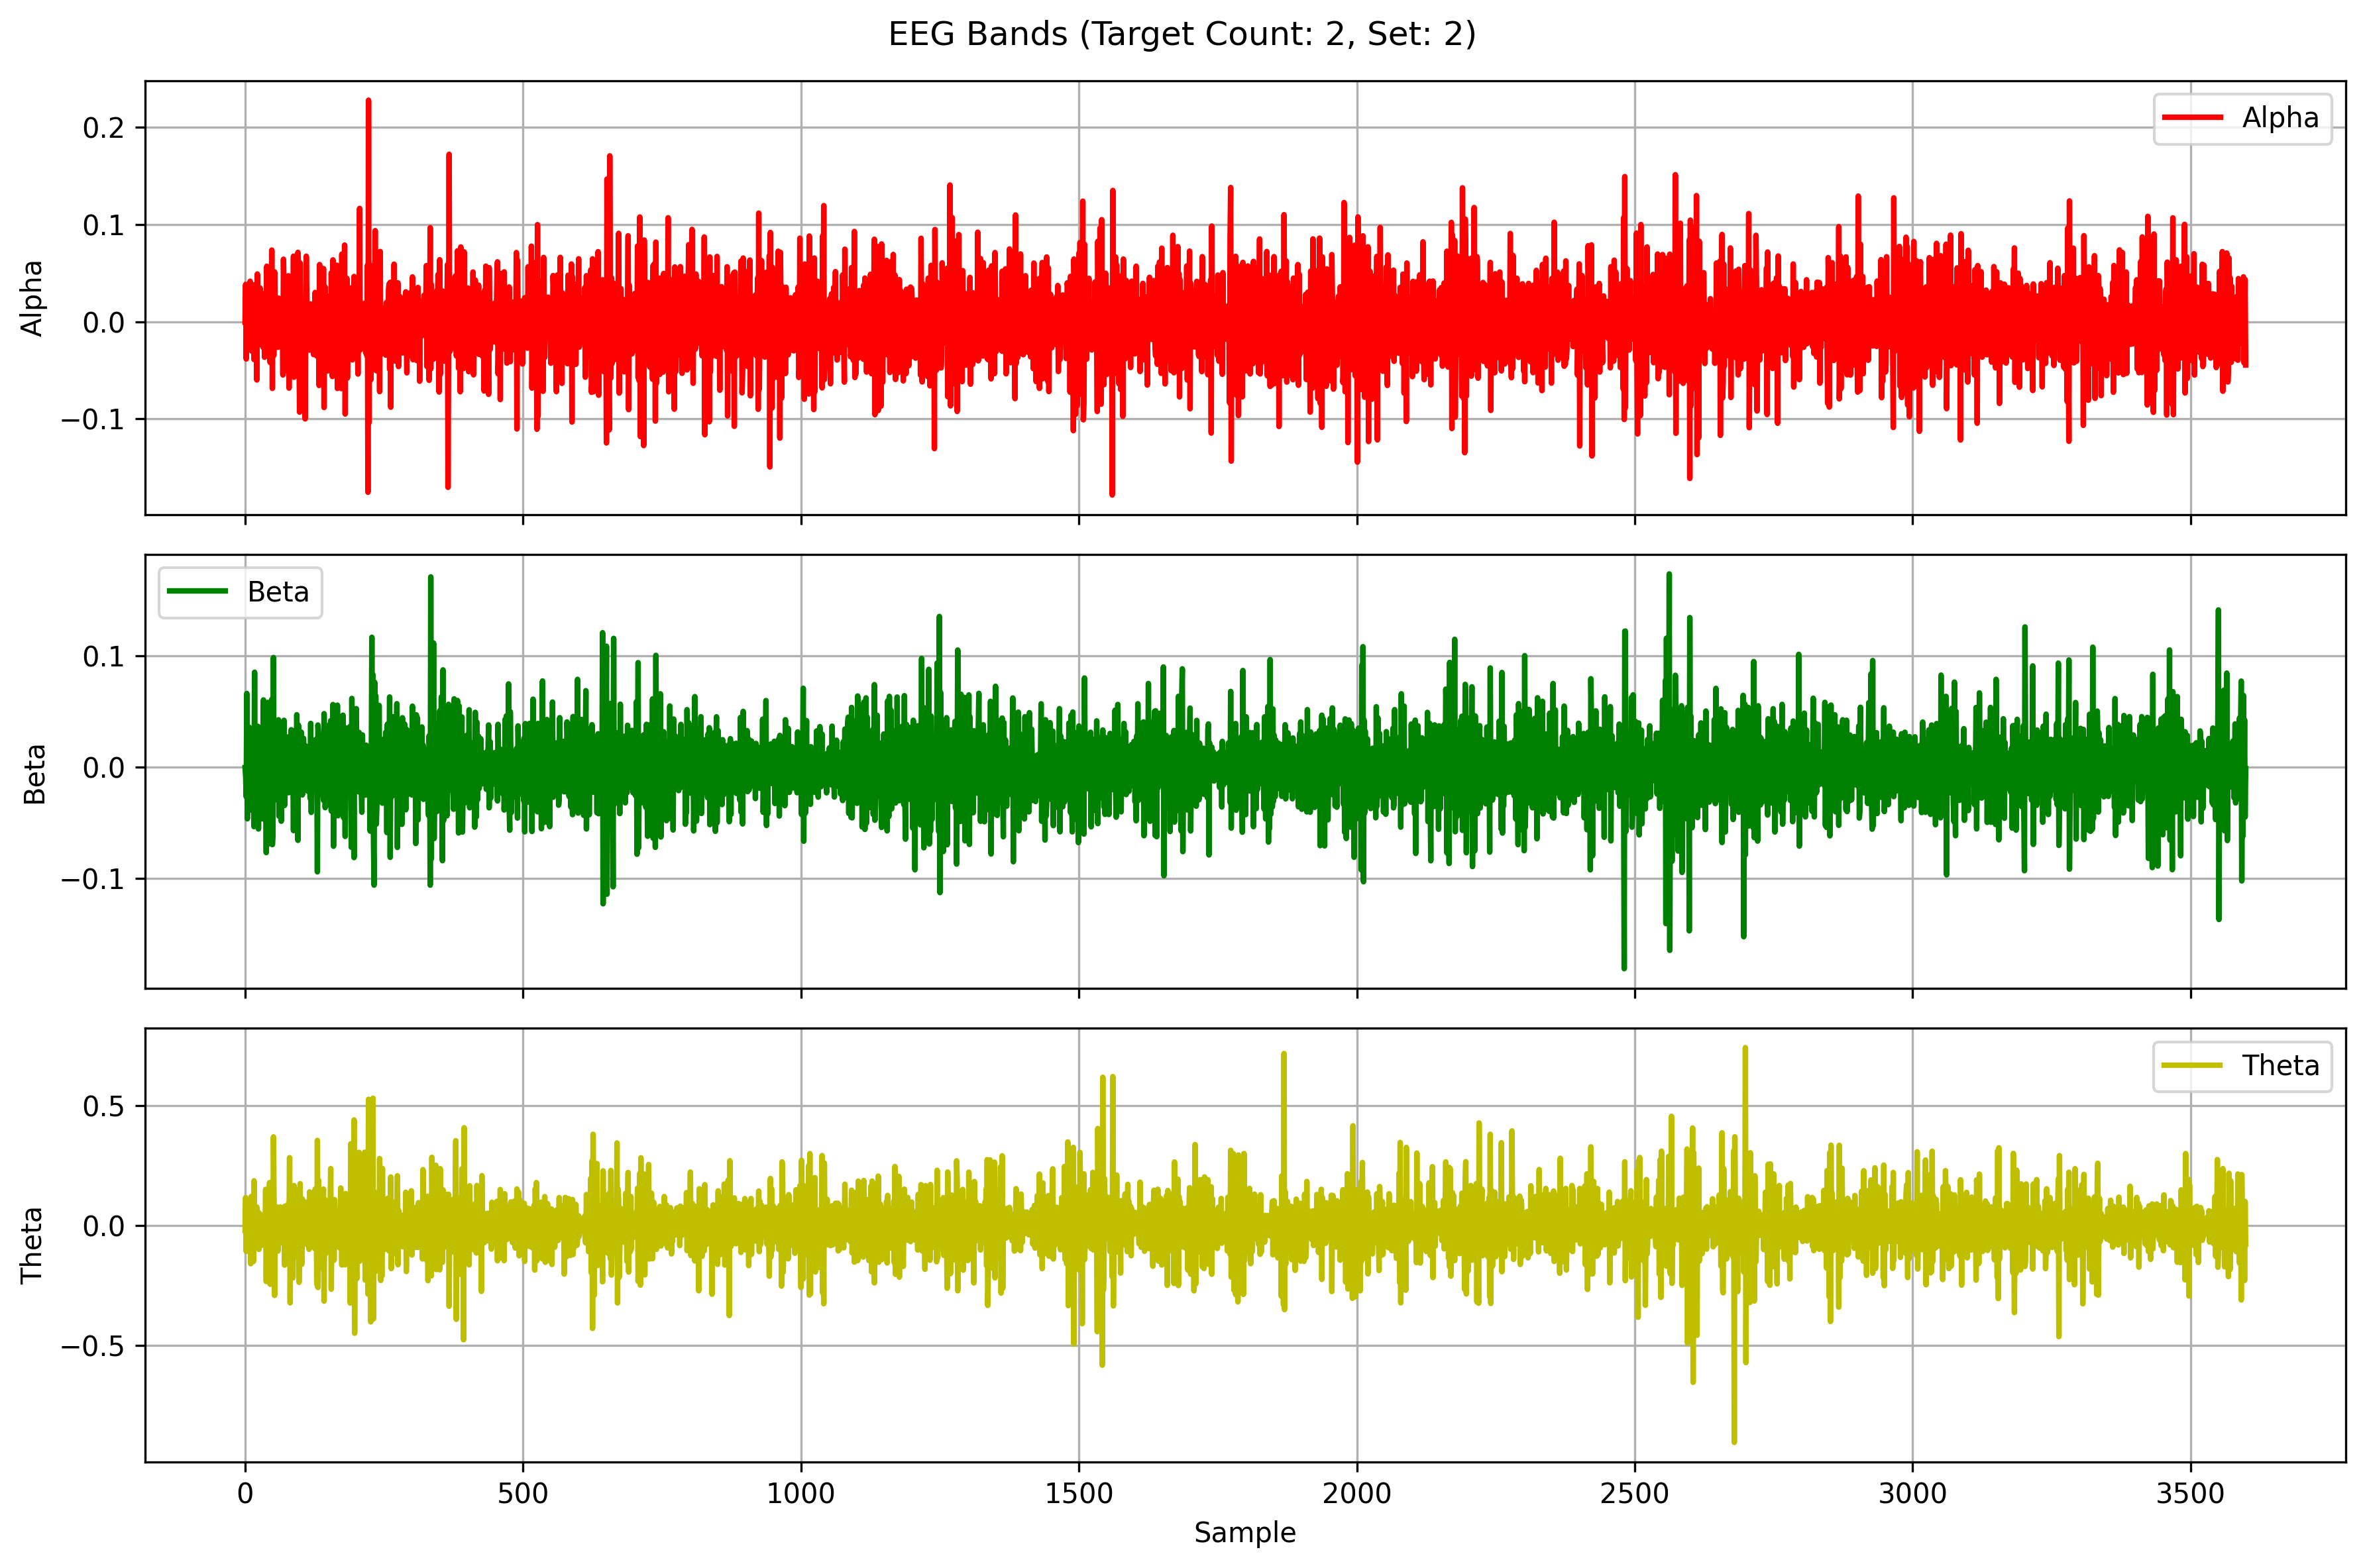 EEG Bands (Target Count: 2, Set: 2)
Alpha
0.2
0.1
0.0
−0.1
Alpha
Beta
0.1
0.0
−0.1
Beta
Theta
0.5
0.0
−0.5
Theta
0 500 1000 1500 2000 2500 3000 3500
Sample